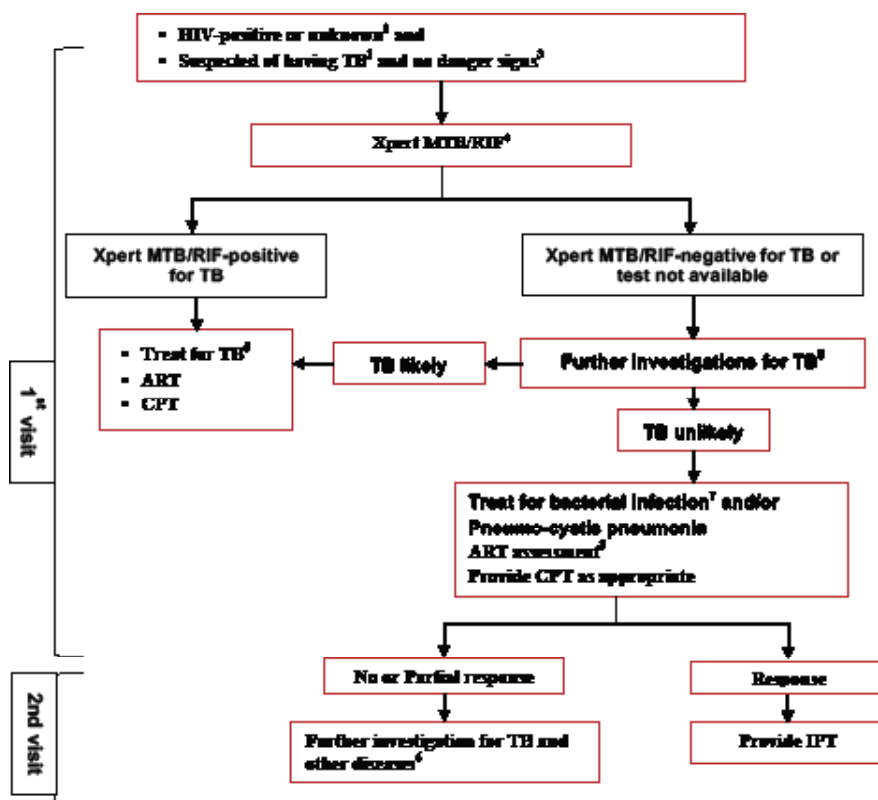 ▪ HIV-positive or unknown¹ and
▪ Suspected of having TB² and no danger signs³
Xpert MTB/RIF⁴
Xpert MTB/RIF-positive
for TB
Xpert MTB/RIF-negative for TB or
test not available
▪ Treat for TB⁵
▪ ART
▪ CPT
TB likely
Further investigations for TB⁶
TB unlikely
Treat for bacterial infection⁷ and/or
Pneumo-cystis pneumonia
ART assessment⁸
Provide CPT as appropriate
1st visit
No or Partial response
Response
Further investigation for TB and
other diseases⁶
Provide IPT
2nd visit